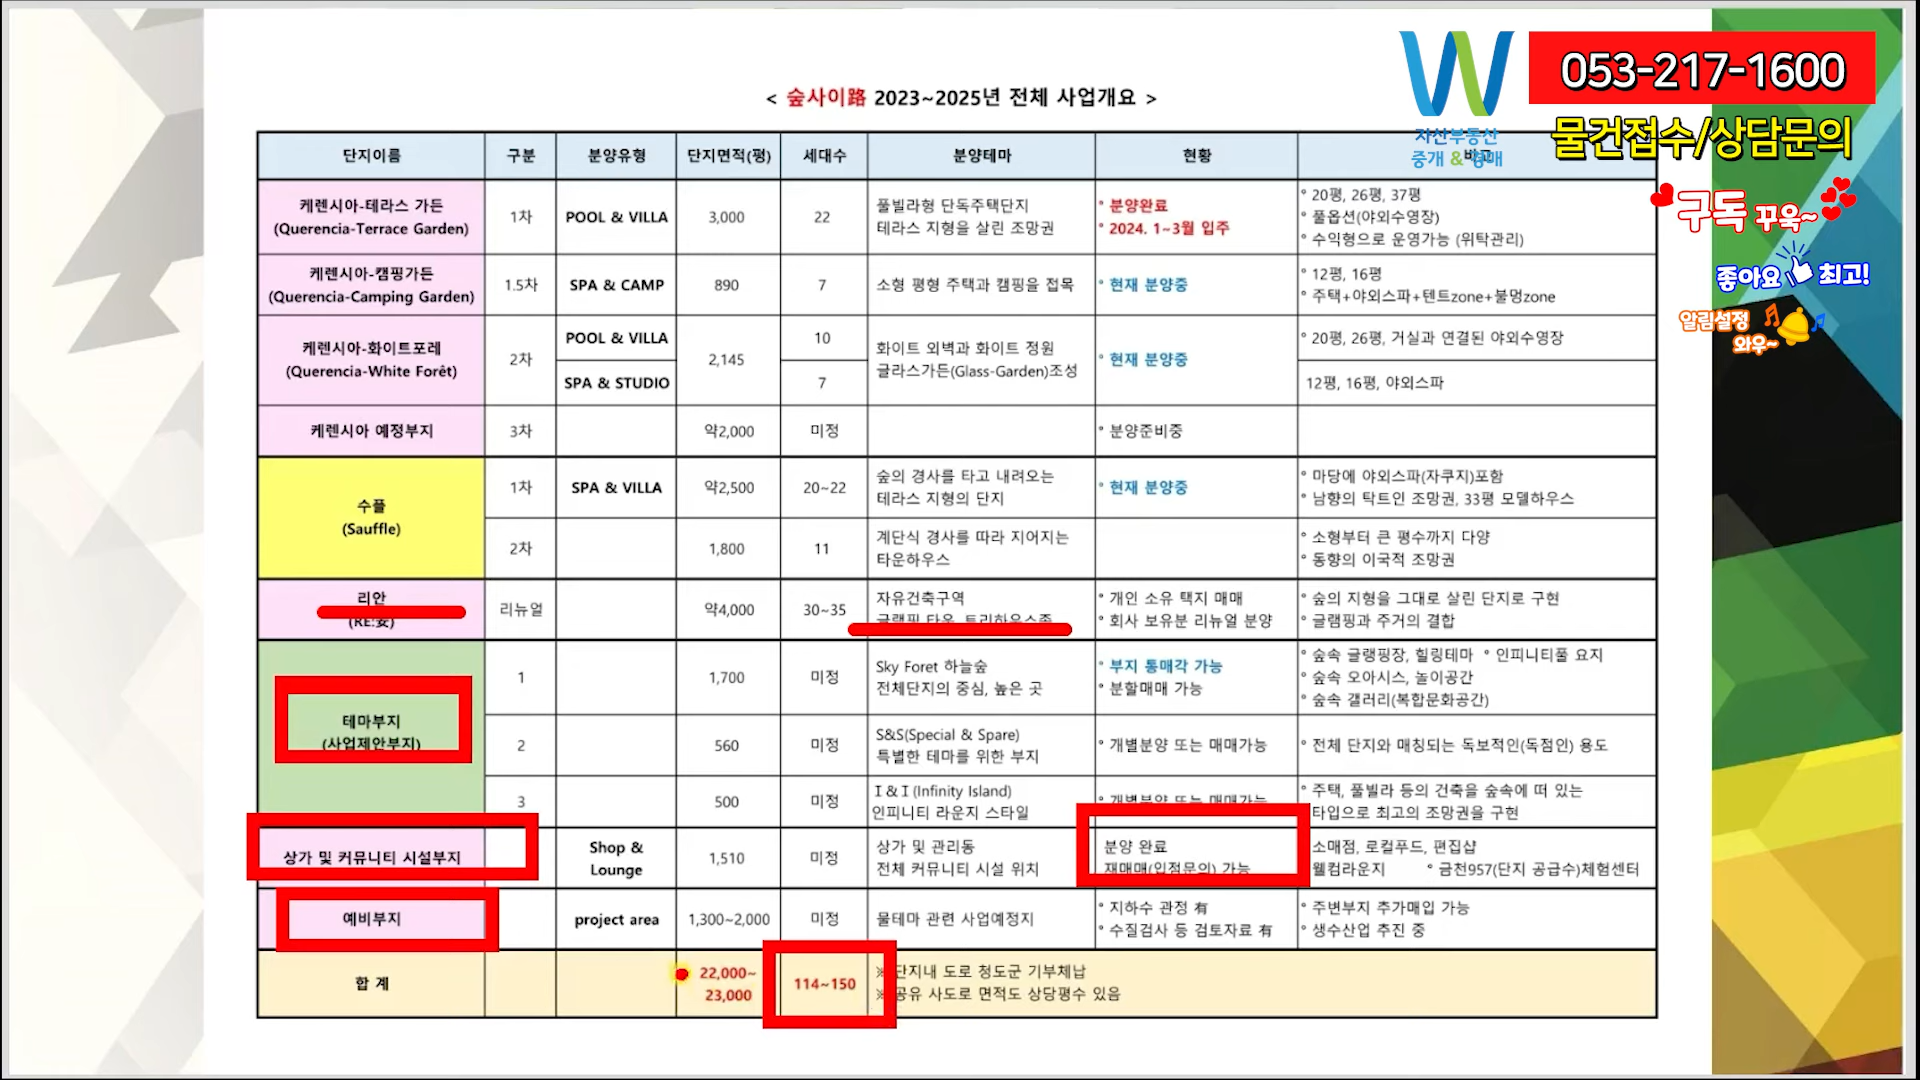 053-217-1600
물건접수/상담문의
자산부동산
중개 & 경매
구독 꾸욱~
좋아요 최고!
알림설정
와우~
< 숲사이路 2023~2025년 전체 사업개요 >
단지이름 구분 분양유형 단지면적(평) 세대수 분양테마 현황 비고
케렌시아-테라스 가든
(Querencia-Terrace Garden)
1차 POOL & VILLA 3,000 22
풀빌라형 단독주택단지
테라스 지형을 살린 조망권
° 분양완료
° 2024. 1~3월 입주
° 20평, 26평, 37평
° 풀옵션(야외수영장)
° 수익형으로 운영가능 (위탁관리)
케렌시아-캠핑가든
(Querencia-Camping Garden)
1.5차 SPA & CAMP 890 7 소형 평형 주택과 캠핑을 접목 ° 현재 분양중
° 12평, 16평
° 주택+야외스파+텐트zone+불멍zone
케렌시아-화이트포레
(Querencia-White Forêt)
2차
POOL & VILLA
SPA & STUDIO
2,145
10
7
화이트 외벽과 화이트 정원
글라스가든(Glass-Garden)조성
° 현재 분양중
° 20평, 26평, 거실과 연결된 야외수영장
12평, 16평, 야외스파
케렌시아 예정부지 3차 약2,000 미정 ° 분양준비중
수플
(Sauffle)
1차 SPA & VILLA 약2,500 20~22
숲의 경사를 타고 내려오는
테라스 지형의 단지
° 현재 분양중
° 마당에 야외스파(자쿠지)포함
° 남향의 탁트인 조망권, 33평 모델하우스
2차 1,800 11
계단식 경사를 따라 지어지는
타운하우스
° 소형부터 큰 평수까지 다양
° 동향의 이국적 조망권
리안
(RE:安)
리뉴얼 약4,000 30~35
자유건축구역
글램핑 타운, 트리하우스존
° 개인 소유 택지 매매
° 회사 보유분 리뉴얼 분양
° 숲의 지형을 그대로 살린 단지로 구현
° 글램핑과 주거의 결합
테마부지
(사업제안부지)
1 1,700 미정
Sky Foret 하늘숲
전체단지의 중심, 높은 곳
° 부지 통매각 가능
° 분할매매 가능
° 숲속 글랭핑장, 힐링테마 ° 인피니티풀 요지
° 숲속 오아시스, 놀이공간
° 숲속 갤러리(복합문화공간)
2 560 미정
S&S(Special & Spare)
특별한 테마를 위한 부지
° 개별분양 또는 매매가능
° 전체 단지와 매칭되는 독보적인(독점인) 용도
3 500 미정
I & I (Infinity Island)
인피니티 라운지 스타일
° 개별분양 또는 매매가능
° 주택, 풀빌라 등의 건축을 숲속에 떠 있는
타입으로 최고의 조망권을 구현
상가 및 커뮤니티 시설부지
Shop &
Lounge
1,510 미정
상가 및 관리동
전체 커뮤니티 시설 위치
분양 완료
재매매(입점문의) 가능
소매점, 로컬푸드, 편집샵
웰컴라운지 ° 금천957(단지 공급수)체험센터
예비부지 project area 1,300~2,000 미정 물테마 관련 사업예정지
° 지하수 관정 有
° 수질검사 등 검토자료 有
° 주변부지 추가매입 가능
° 생수산업 추진 중
합 계
22,000~
23,000
114~150
※ 단지내 도로 청도군 기부체납
※ 공유 사도로 면적도 상당평수 있음